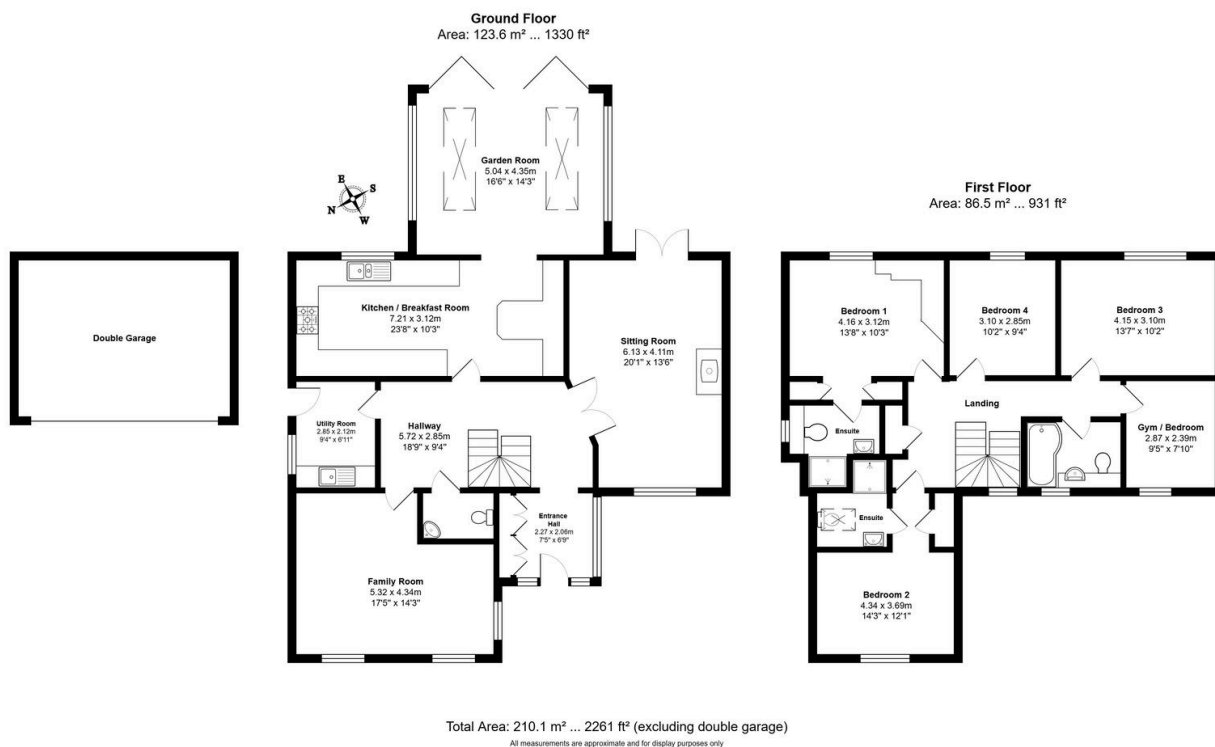 Ground Floor
Area: 123.6 m² ... 1330 ft²
Garden Room
5.04 x 4.35m
16'6" x 14'3"
E
S
N
W
First Floor
Area: 86.5 m² ... 931 ft²
Double Garage
Kitchen / Breakfast Room
7.21 x 3.12m
23'8" x 10'3"
Sitting Room
6.13 x 4.11m
20'1" x 13'6"
Utility Room
2.85 x 2.12m
9'4" x 6'11"
Hallway
5.72 x 2.85m
18'9" x 9'4"
Entrance
Hall
2.27 x 2.06m
7'5" x 6'9"
Family Room
5.32 x 4.34m
17'5" x 14'3"
Bedroom 1
4.16 x 3.12m
13'8" x 10'3"
Bedroom 4
3.10 x 2.85m
10'2" x 9'4"
Bedroom 3
4.15 x 3.10m
13'7" x 10'2"
Landing
Ensuite
Gym / Bedroom
2.87 x 2.39m
9'5" x 7'10"
Ensuite
Bedroom 2
4.34 x 3.69m
14'3" x 12'1"
Total Area: 210.1 m² ... 2261 ft² (excluding double garage)
All measurements are approximate and for display purposes only